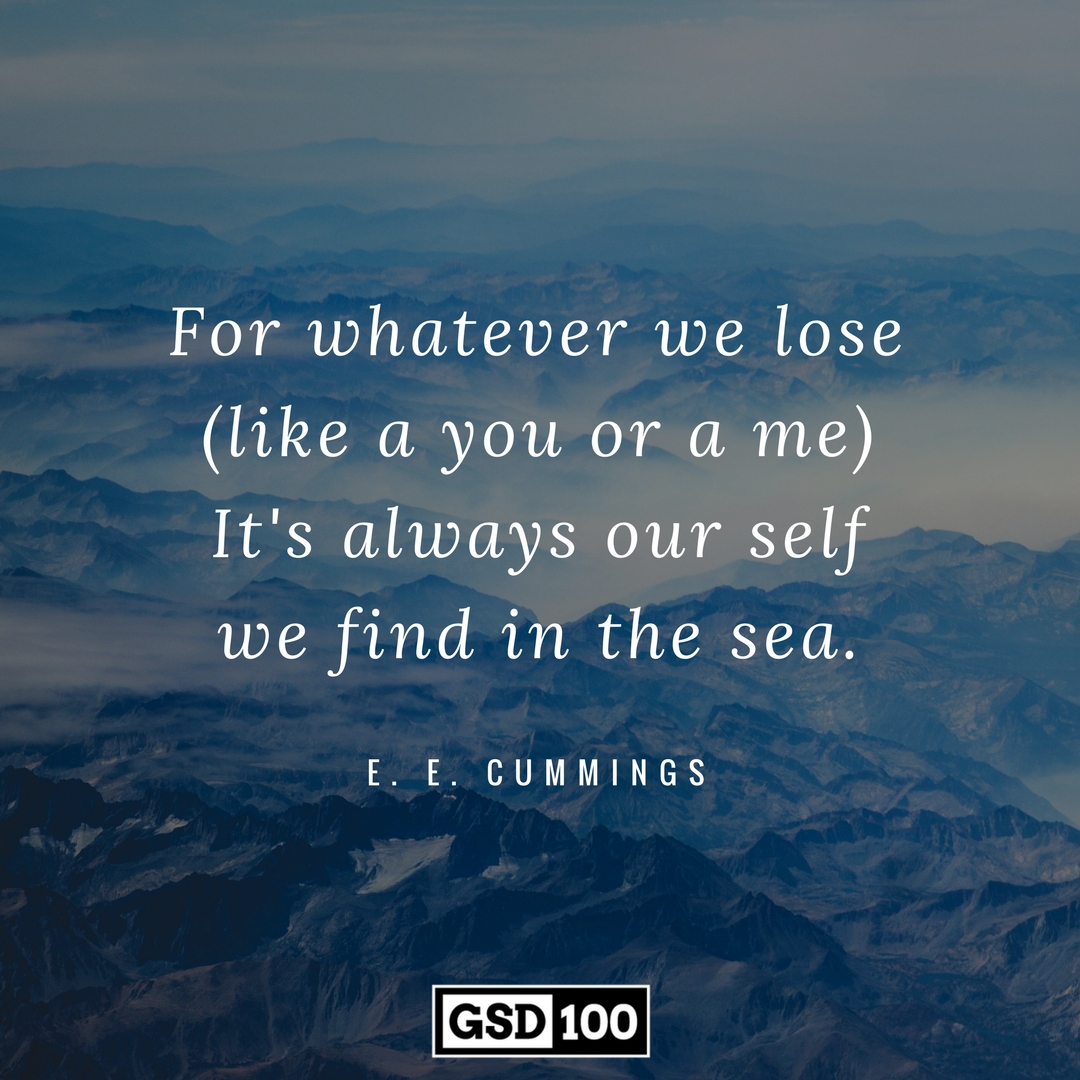 For whatever we lose
(like a you or a me)
It's always our self
we find in the sea.
E. E. CUMMINGS
GSD 100